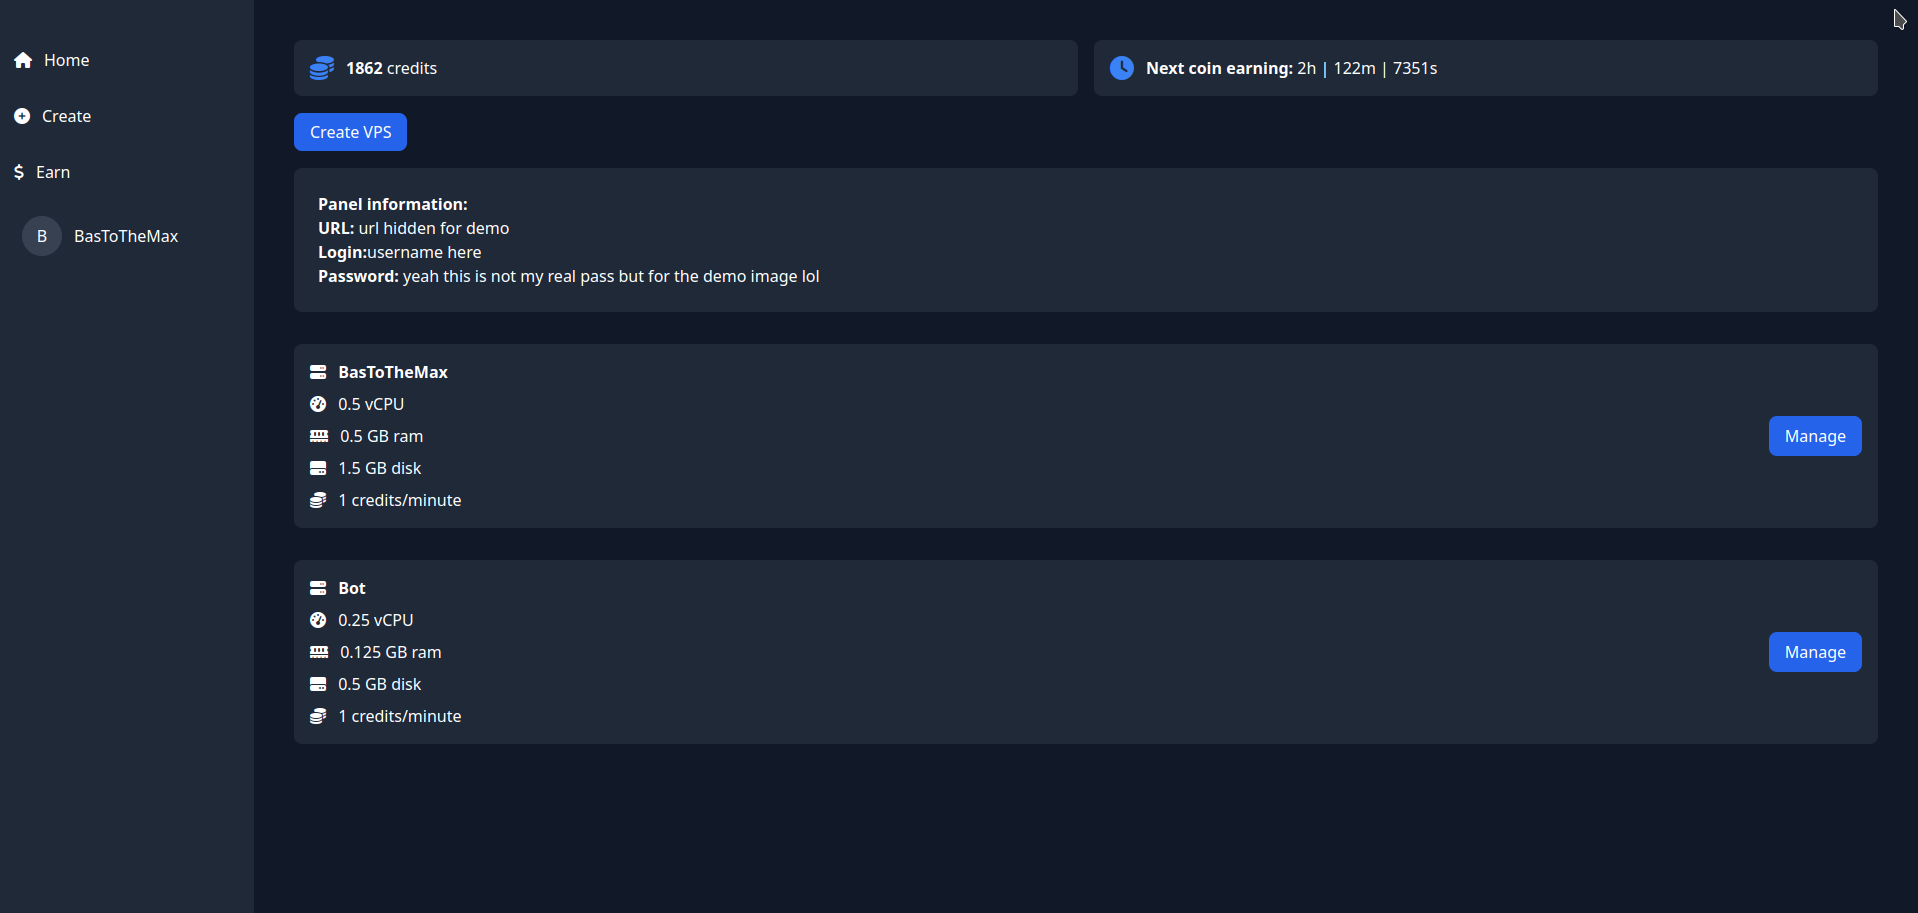 Home
Create
Earn
B BasToTheMax
1862 credits
Next coin earning: 2h | 122m | 7351s
Create VPS
Panel information:
URL: url hidden for demo
Login:username here
Password: yeah this is not my real pass but for the demo image lol
BasToTheMax
0.5 vCPU
0.5 GB ram
1.5 GB disk
1 credits/minute
Manage
Bot
0.25 vCPU
0.125 GB ram
0.5 GB disk
1 credits/minute
Manage